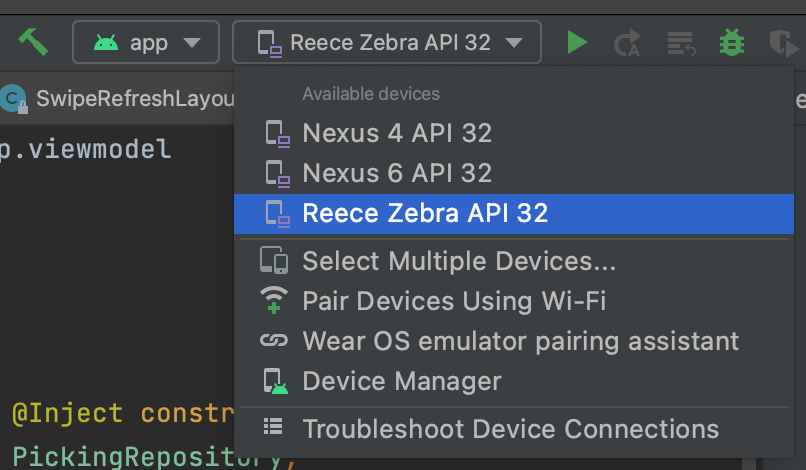 app
Reece Zebra API 32
SwipeRefreshLayou
Available devices
p.viewmodel
Nexus 4 API 32
Nexus 6 API 32
Reece Zebra API 32
Select Multiple Devices...
Pair Devices Using Wi-Fi
Wear OS emulator pairing assistant
Device Manager
@Inject constr
Troubleshoot Device Connections
PickingRepository,